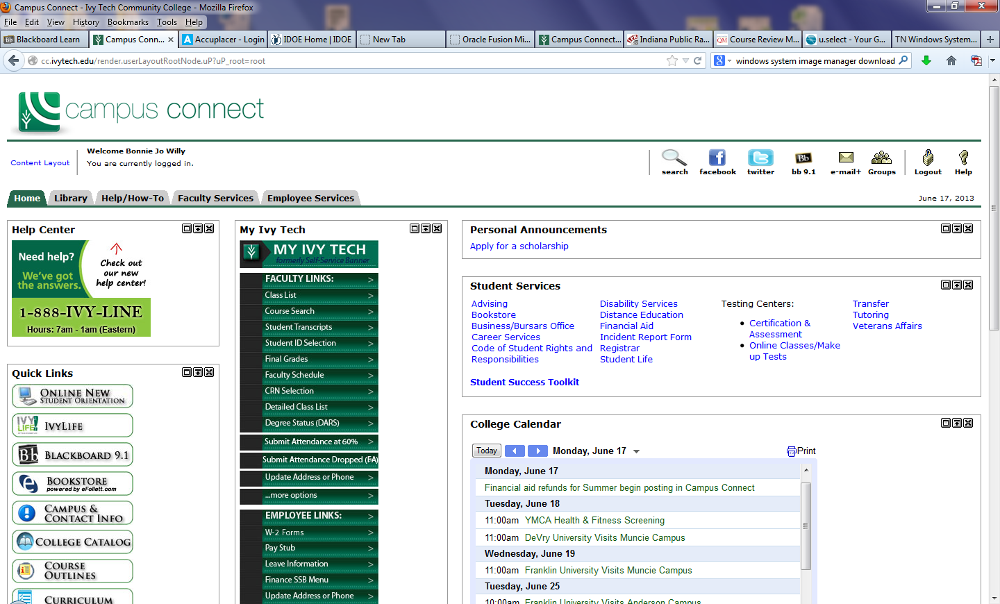 Campus Connect - Ivy Tech Community College - Mozilla Firefox
File Edit View History Bookmarks Tools Help
Blackboard Learn
Campus Conn...
Accuplacer - Login
IDOE Home | IDOE
New Tab
Oracle Fusion Mi...
Campus Connect...
Indiana Public Ra...
Course Review M...
u.select - Your G...
TN Windows System...
cc.ivytech.edu/render.userLayoutRootNode.uP?uP_root=root
windows system image manager download
campus connect
Content Layout
Welcome Bonnie Jo Willy
You are currently logged in.
search
facebook
twitter
bb 9.1
e-mail+
Groups
Logout
Help
Home
Library
Help/How-To
Faculty Services
Employee Services
June 17, 2013
Help Center
Need help?
We've got
the answers.
Check out
our new
help center!
1-888-IVY-LINE
Hours: 7am - 1am (Eastern)
Quick Links
Online New
Student Orientation
IvyLife
Blackboard 9.1
Bookstore
powered by eFollett.com
Campus &
Contact Info
College Catalog
Course
Outlines
Curriculum
My Ivy Tech
MY IVY TECH
formerly Self-Service Banner
FACULTY LINKS: >
Class List >
Course Search >
Student Transcripts >
Student ID Selection >
Final Grades >
Faculty Schedule >
CRN Selection >
Detailed Class List >
Degree Status (DARS) >
Submit Attendance at 60% >
Submit Attendance Dropped (FA)
Update Address or Phone >
...more options >
EMPLOYEE LINKS: >
W-2 Forms >
Pay Stub >
Leave Information >
Finance SSB Menu >
Update Address or Phone >
Personal Announcements
Apply for a scholarship
Student Services
Advising
Bookstore
Business/Bursars Office
Career Services
Code of Student Rights and
Responsibilities
Disability Services
Distance Education
Financial Aid
Incident Report Form
Registrar
Student Life
Testing Centers:
Certification &
Assessment
Online Classes/Make
up Tests
Transfer
Tutoring
Veterans Affairs
Student Success Toolkit
College Calendar
Today
Monday, June 17
Print
Monday, June 17
Financial aid refunds for Summer begin posting in Campus Connect
Tuesday, June 18
11:00am YMCA Health & Fitness Screening
11:00am DeVry University Visits Muncie Campus
Wednesday, June 19
11:00am Franklin University Visits Muncie Campus
Tuesday, June 25
10:00am Franklin University Visits Anderson Campus